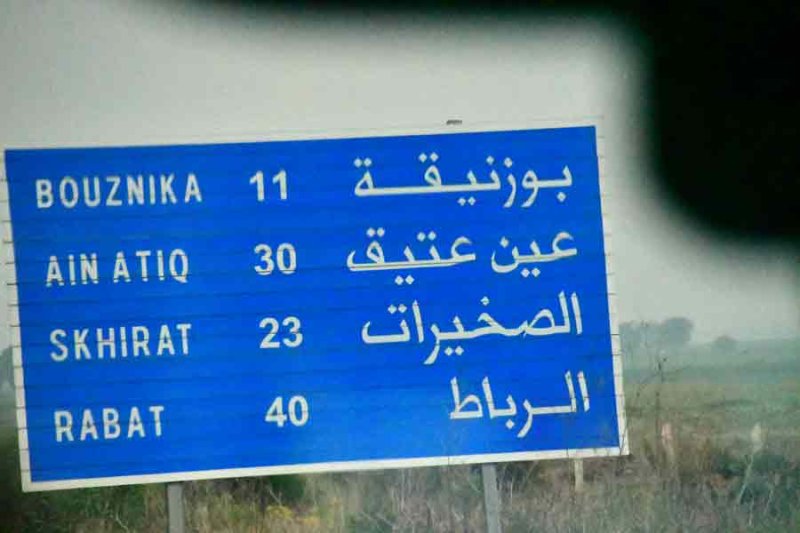 BOUZNIKA 11 بوزنيقة
AIN ATIQ 30 عين عتيق
SKHIRAT 23 الصخيرات
RABAT 40 الرباط